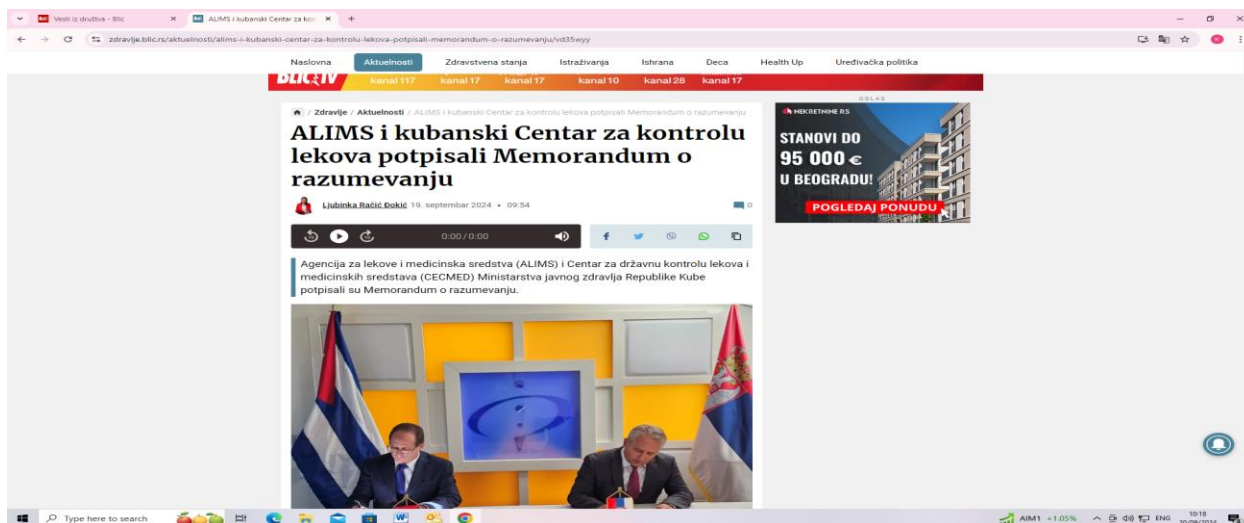 Vesti iz društva - Blic
ALIMS i kubanski Centar za kon
zdravlje.blic.rs/aktuelnosti/alims-i-kubanski-centar-za-kontrolu-lekova-potpisali-memorandum-o-razumevanju/vd35wyy
Naslovna Aktuelnosti Zdravstvena stanja Istraživanja Ishrana Deca Health Up Uređivačka politika
kanal 117 kanal 17 kanal 17 kanal 10 kanal 28 kanal 17
OGLAS
/ Zdravlje / Aktuelnosti / ALIMS i kubanski Centar za kontrolu lekova potpisali Memorandum o razumevanju
ALIMS i kubanski Centar za kontrolu
lekova potpisali Memorandum o
razumevanju
Ljubinka Račić Đokić 19. septembar 2024 • 09:54
0
0:00 / 0:00
Agencija za lekove i medicinska sredstva (ALIMS) i Centar za državnu kontrolu lekova i
medicinskih sredstava (CECMED) Ministarstva javnog zdravlja Republike Kube
potpisali su Memorandum o razumevanju.
NEKRETNINE RS
STANOVI DO
95 000 €
U BEOGRADU!
POGLEDAJ PONUDU
Type here to search
AIM1 +1.05%
ENG
10:18
20/09/2024